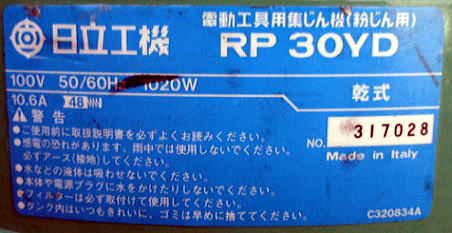 日立工機
電動工具用集じん機(紛じん用)
RP 30YD
100V 50/60Hz 1020W
10.6A 48
乾式
警告
●ご使用前に取扱説明書を必ずよくお読みください。
●感電の恐れがあります。雨中では使用しないでください。
必ずアース(接地)してください。
●水などの液体は吸わせないでください。
●本体や電源プラグに水をかけたりしないでください。
●フィルターは必ず取付けて使用してください。
●タンク内はいつもきれいに、ゴミは早めに捨ててください。
NO. 317028
Made in Italy
C320834A